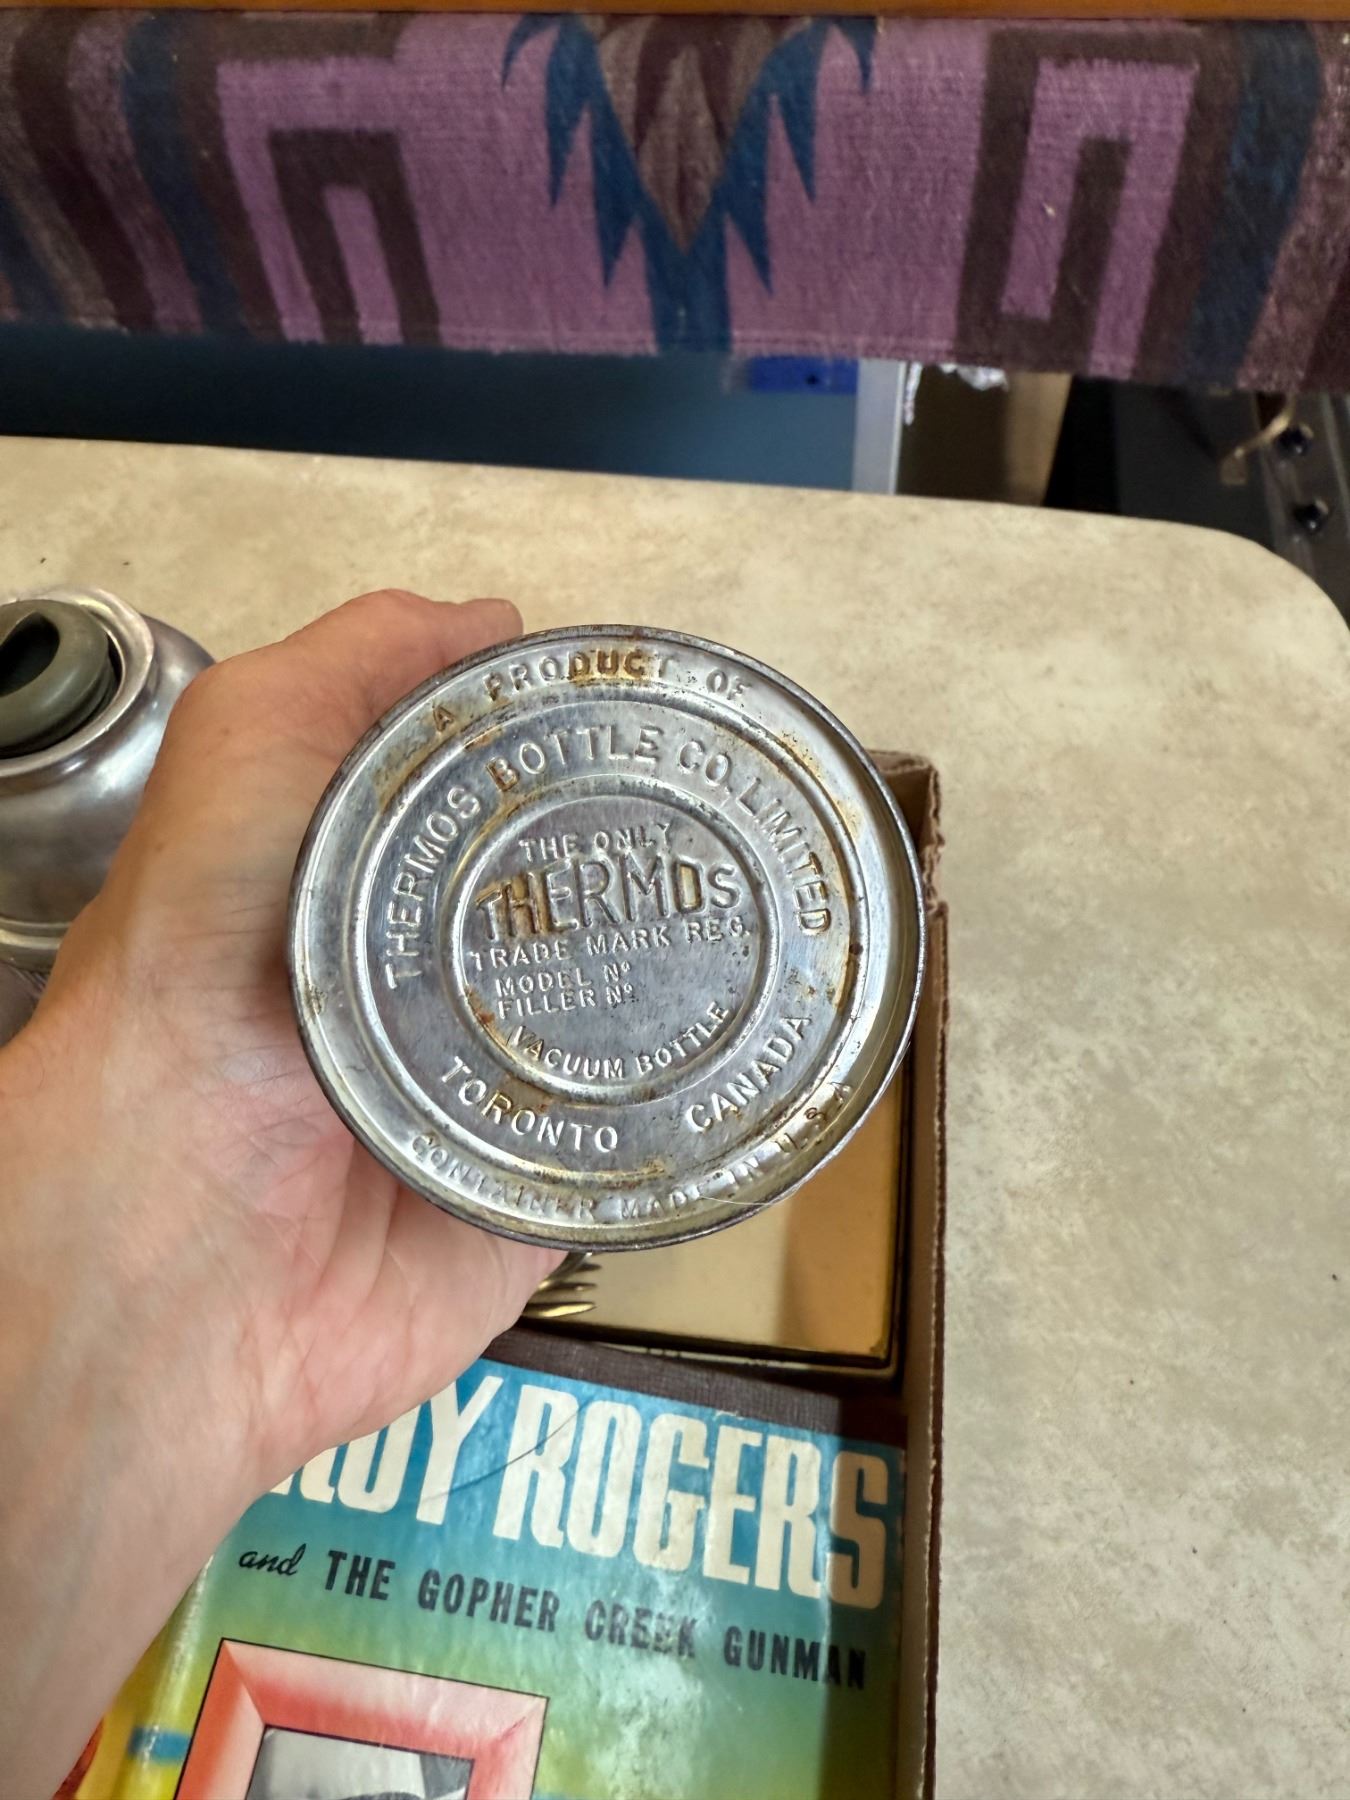 A PRODUCT OF
THERMOS BOTTLE CO. LIMITED
THE ONLY
THERMOS
TRADE MARK REG.
MODEL Nº
FILLER Nº
VACUUM BOTTLE
TORONTO CANADA
CONTAINER MADE IN U.S.A
ROY ROGERS
and THE GOPHER CREEK GUNMAN